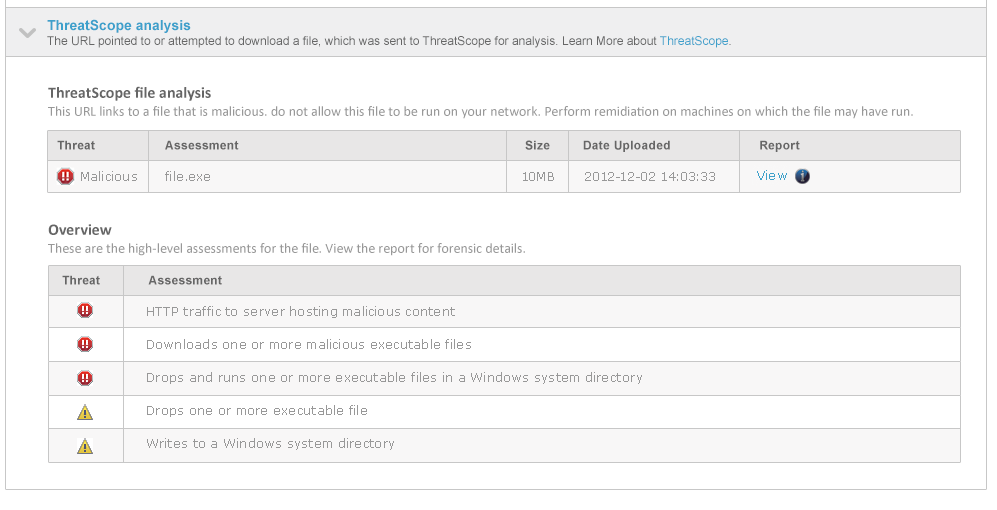 ThreatScope analysis
The URL pointed to or attempted to download a file, which was sent to ThreatScope for analysis. Learn More about ThreatScope.
ThreatScope file analysis
This URL links to a file that is malicious. do not allow this file to be run on your network. Perform remidiation on machines on which the file may have run.
Threat Assessment Size Date Uploaded Report
Malicious file.exe 10MB 2012-12-02 14:03:33 View
Overview
These are the high-level assessments for the file. View the report for forensic details.
Threat Assessment
HTTP traffic to server hosting malicious content
Downloads one or more malicious executable files
Drops and runs one or more executable files in a Windows system directory
Drops one or more executable file
Writes to a Windows system directory